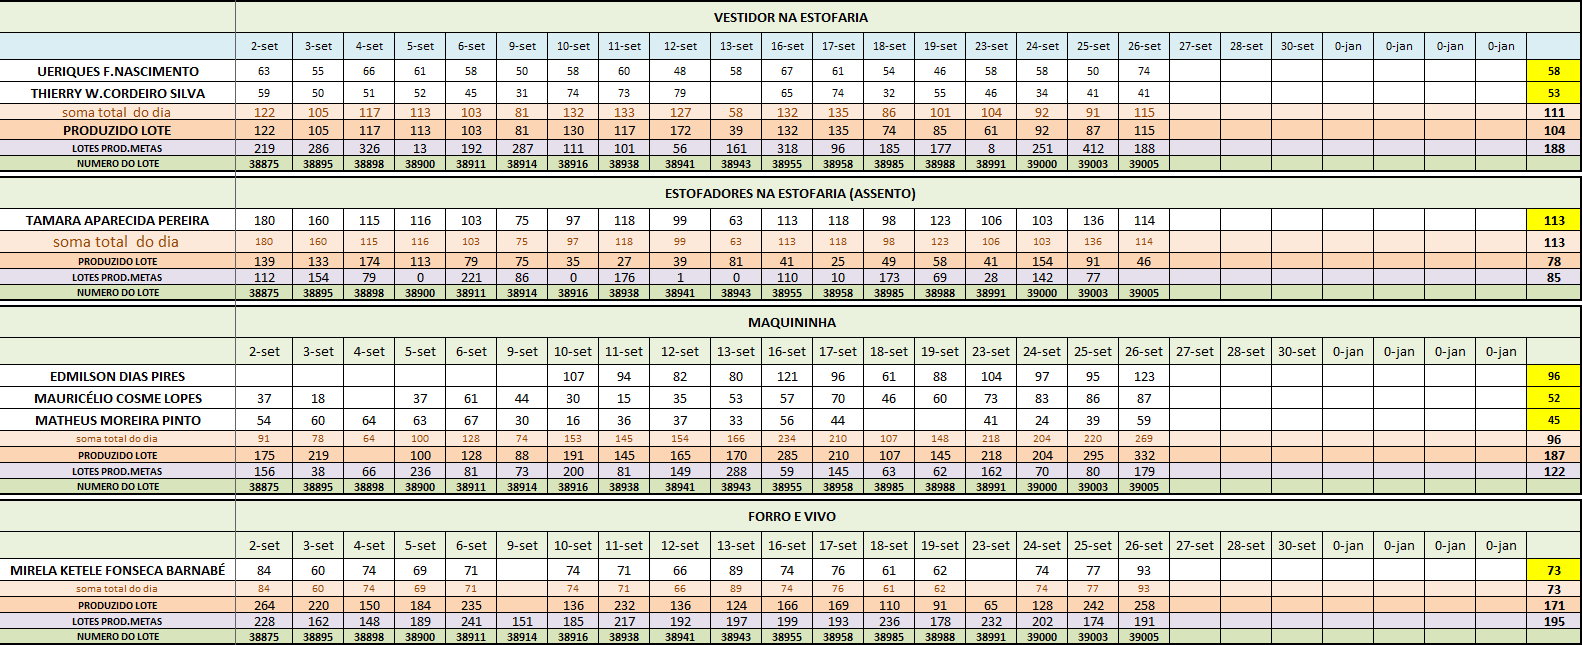 VESTIDOR NA ESTOFARIA
2-set 3-set 4-set 5-set 6-set 9-set 10-set 11-set 12-set 13-set 16-set 17-set 18-set 19-set 23-set 24-set 25-set 26-set 27-set 28-set 30-set 0-jan 0-jan 0-jan 0-jan
UERIQUES F.NASCIMENTO 63 55 66 61 58 50 58 60 48 58 67 61 54 46 58 58 50 74 58
THIERRY W.CORDEIRO SILVA 59 50 51 52 45 31 74 73 79 65 74 32 55 46 34 41 41 53
soma total do dia 122 105 117 113 103 81 132 133 127 58 132 135 86 101 104 92 91 115 111
PRODUZIDO LOTE 122 105 117 113 103 81 130 117 172 39 132 135 74 85 61 92 87 115 104
LOTES PROD.METAS 219 286 326 13 192 287 111 101 56 161 318 96 185 177 8 251 412 188 188
NUMERO DO LOTE 38875 38895 38898 38900 38911 38914 38916 38938 38941 38943 38955 38958 38985 38988 38991 39000 39003 39005
ESTOFADORES NA ESTOFARIA (ASSENTO)
TAMARA APARECIDA PEREIRA 180 160 115 116 103 75 97 118 99 63 113 118 98 123 106 103 136 114 113
soma total do dia 180 160 115 116 103 75 97 118 99 63 113 118 98 123 106 103 136 114 113
PRODUZIDO LOTE 139 133 174 113 79 75 35 27 39 81 41 25 49 58 41 154 91 46 78
LOTES PROD.METAS 112 154 79 0 221 86 0 176 1 0 110 10 173 69 28 142 77 85
NUMERO DO LOTE 38875 38895 38898 38900 38911 38914 38916 38938 38941 38943 38955 38958 38985 38988 38991 39000 39003 39005
MAQUININHA
2-set 3-set 4-set 5-set 6-set 9-set 10-set 11-set 12-set 13-set 16-set 17-set 18-set 19-set 23-set 24-set 25-set 26-set 27-set 28-set 30-set 0-jan 0-jan 0-jan 0-jan
EDMILSON DIAS PIRES 107 94 82 80 121 96 61 88 104 97 95 123 96
MAURICÉLIO COSME LOPES 37 18 37 61 44 30 15 35 53 57 70 46 60 73 83 86 87 52
MATHEUS MOREIRA PINTO 54 60 64 63 67 30 16 36 37 33 56 44 41 24 39 59 45
soma total do dia 91 78 64 100 128 74 153 145 154 166 234 210 107 148 218 204 220 269 96
PRODUZIDO LOTE 175 219 100 128 88 191 145 165 170 285 210 107 145 218 204 295 332 187
LOTES PROD.METAS 156 38 66 236 81 73 200 81 149 288 59 145 63 62 162 70 80 179 122
NUMERO DO LOTE 38875 38895 38898 38900 38911 38914 38916 38938 38941 38943 38955 38958 38985 38988 38991 39000 39003 39005
FORRO E VIVO
2-set 3-set 4-set 5-set 6-set 9-set 10-set 11-set 12-set 13-set 16-set 17-set 18-set 19-set 23-set 24-set 25-set 26-set 27-set 28-set 30-set 0-jan 0-jan 0-jan 0-jan
MIRELA KETELE FONSECA BARNABÉ 84 60 74 69 71 74 71 66 89 74 76 61 62 74 77 93 73
soma total do dia 84 60 74 69 71 74 71 66 89 74 76 61 62 74 77 93 73
PRODUZIDO LOTE 264 220 150 184 235 136 232 136 124 166 169 110 91 65 128 242 258 171
LOTES PROD.METAS 228 162 148 189 241 151 185 217 192 197 199 193 236 178 232 202 174 191 195
NUMERO DO LOTE 38875 38895 38898 38900 38911 38914 38916 38938 38941 38943 38955 38958 38985 38988 38991 39000 39003 39005